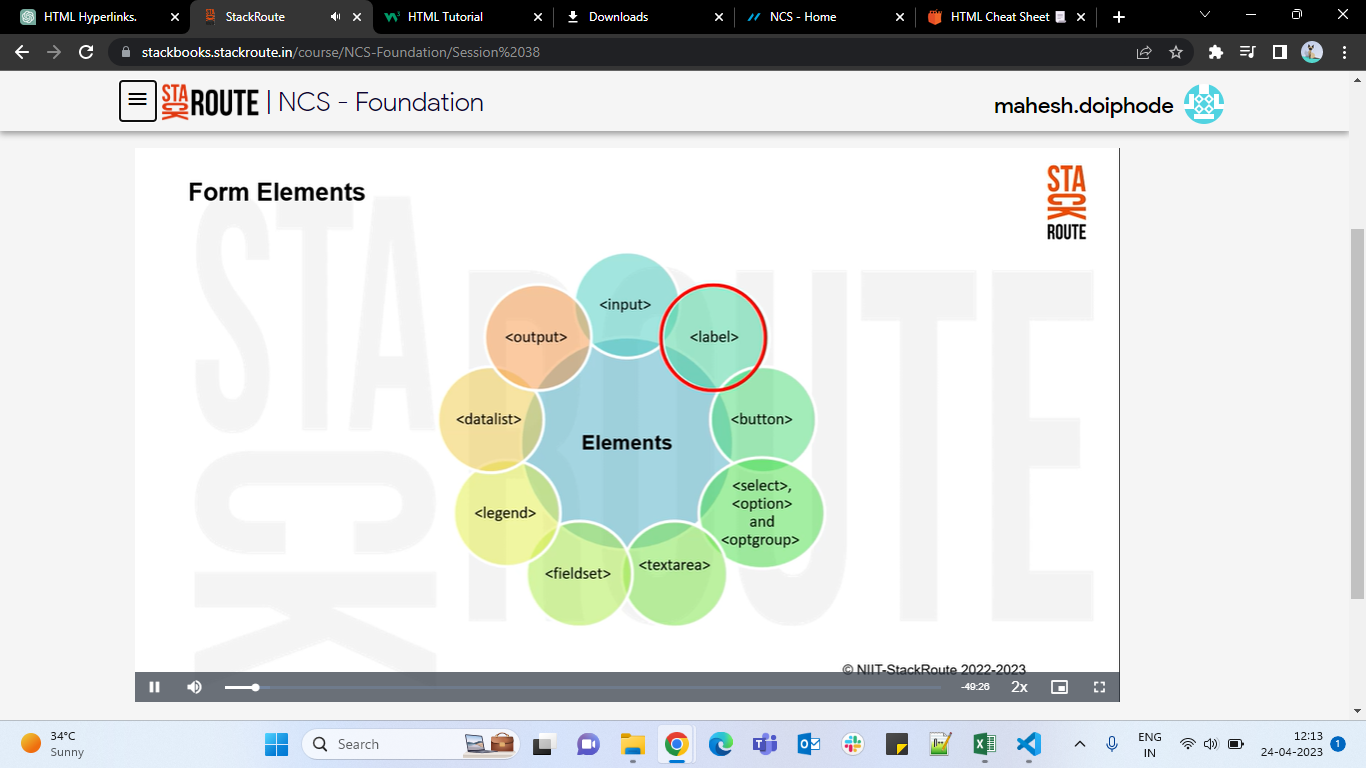 HTML Hyperlinks.
StackRoute
HTML Tutorial
Downloads
NCS - Home
HTML Cheat Sheet
stackbooks.stackroute.in/course/NCS-Foundation/Session%2038
STACK ROUTE | NCS - Foundation
mahesh.doiphode
Form Elements
STACK
ROUTE
<input>
<output>
<label>
<datalist>
<button>
Elements
<select>,
<option>
and
<optgroup>
<legend>
<textarea>
<fieldset>
STACK
ROUTE
© NIIT-StackRoute 2022-2023
-49:26
2x
34°C
Sunny
Search
ENG
IN
12:13
24-04-2023
1